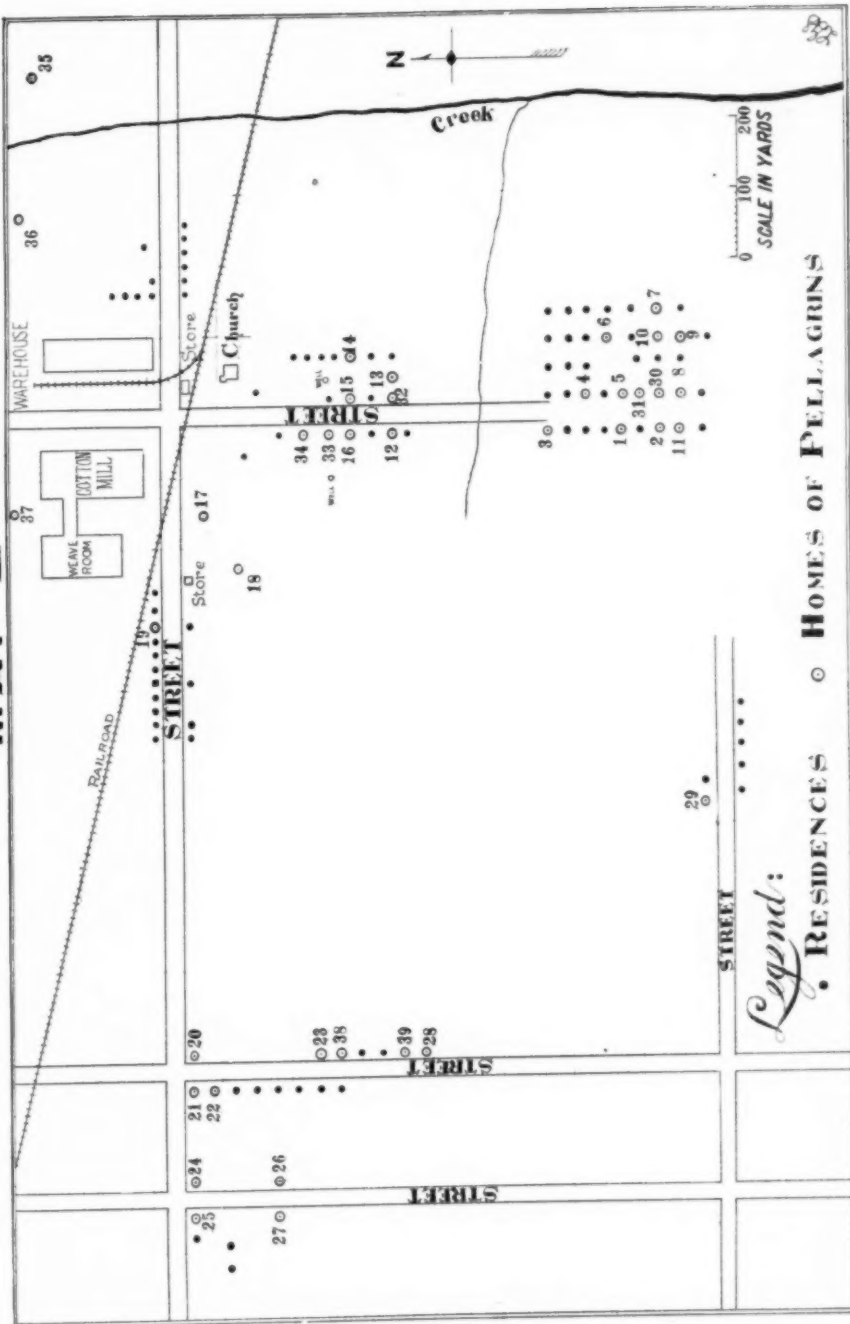 35
36
WAREHOUSE
N
Creek
37
WEAVE
ROOM
COTTON
MILL
Store
Church
RAILROAD
19
STREET
Store
17
18
34
33
16
12
WELL
WELL
15
14
13
32
STREET
3
1
2
11
4
5
31
30
8
6
10
9
7
0 100 200
SCALE IN YARDS
20
21
22
23
38
39
28
24
25
26
27
STREET
STREET
29
STREET
Legend:
• RESIDENCES ⊙ HOMES OF PELLAGRINS